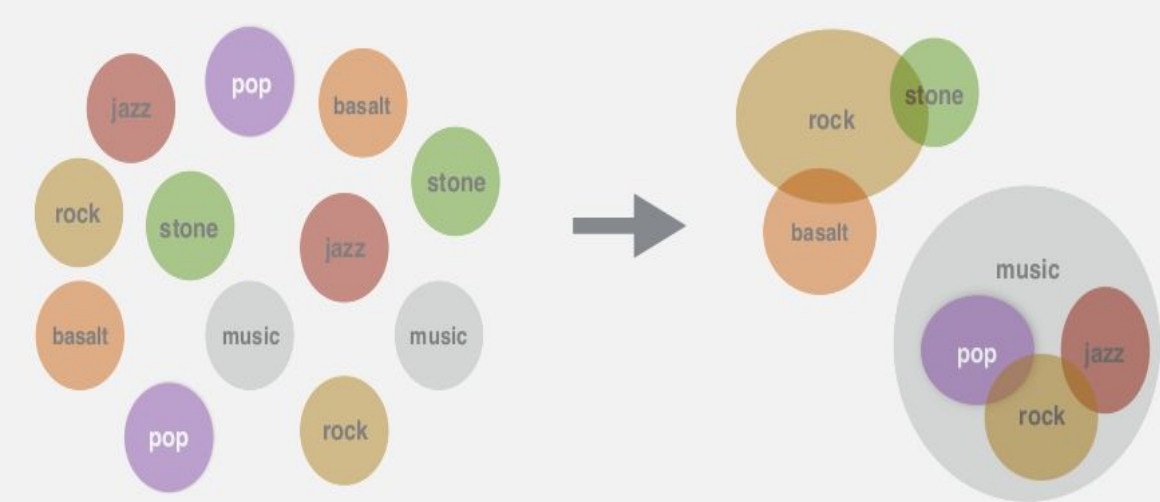 pop
jazz
basalt
stone
rock
stone
jazz
basalt
music
music
pop
rock
rock
stone
basalt
music
pop
jazz
rock